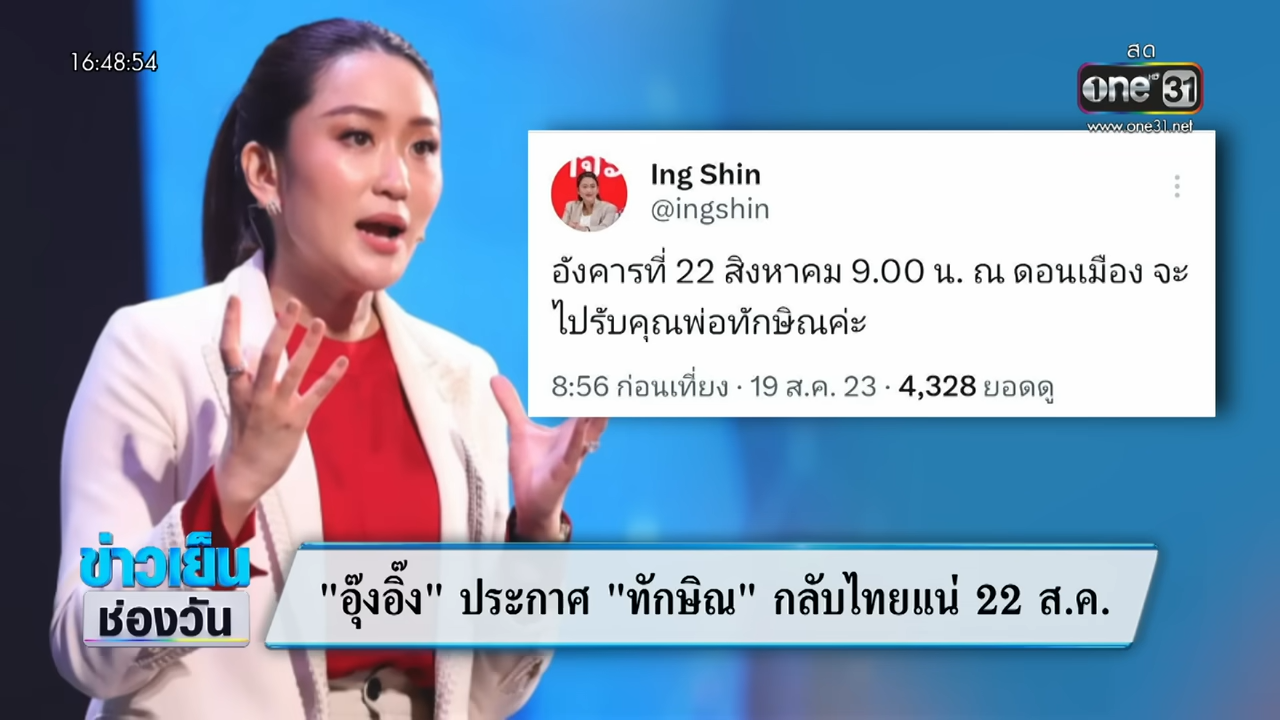 16:48:54
สด
one HD 31
www.one31.net
Ing Shin
@ingshin
อังคารที่ 22 สิงหาคม 9.00 น. ณ ดอนเมือง จะ
ไปรับคุณพ่อทักษิณค่ะ
8:56 ก่อนเที่ยง · 19 ส.ค. 23 · 4,328 ยอดดู
ข่าวเย็น
ช่องวัน
"อุ๊งอิ๊ง" ประกาศ "ทักษิณ" กลับไทยแน่ 22 ส.ค.